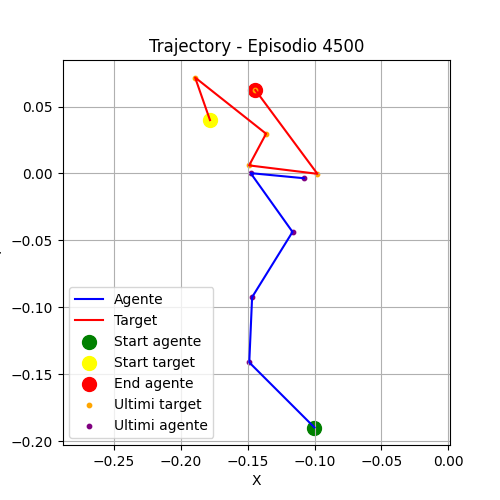 Trajectory - Episodio 4500
0.05
0.00
−0.05
−0.10
−0.15
−0.20
Agente
Target
Start agente
Start target
End agente
Ultimi target
Ultimi agente
−0.25
−0.20
−0.15
−0.10
−0.05
0.00
X